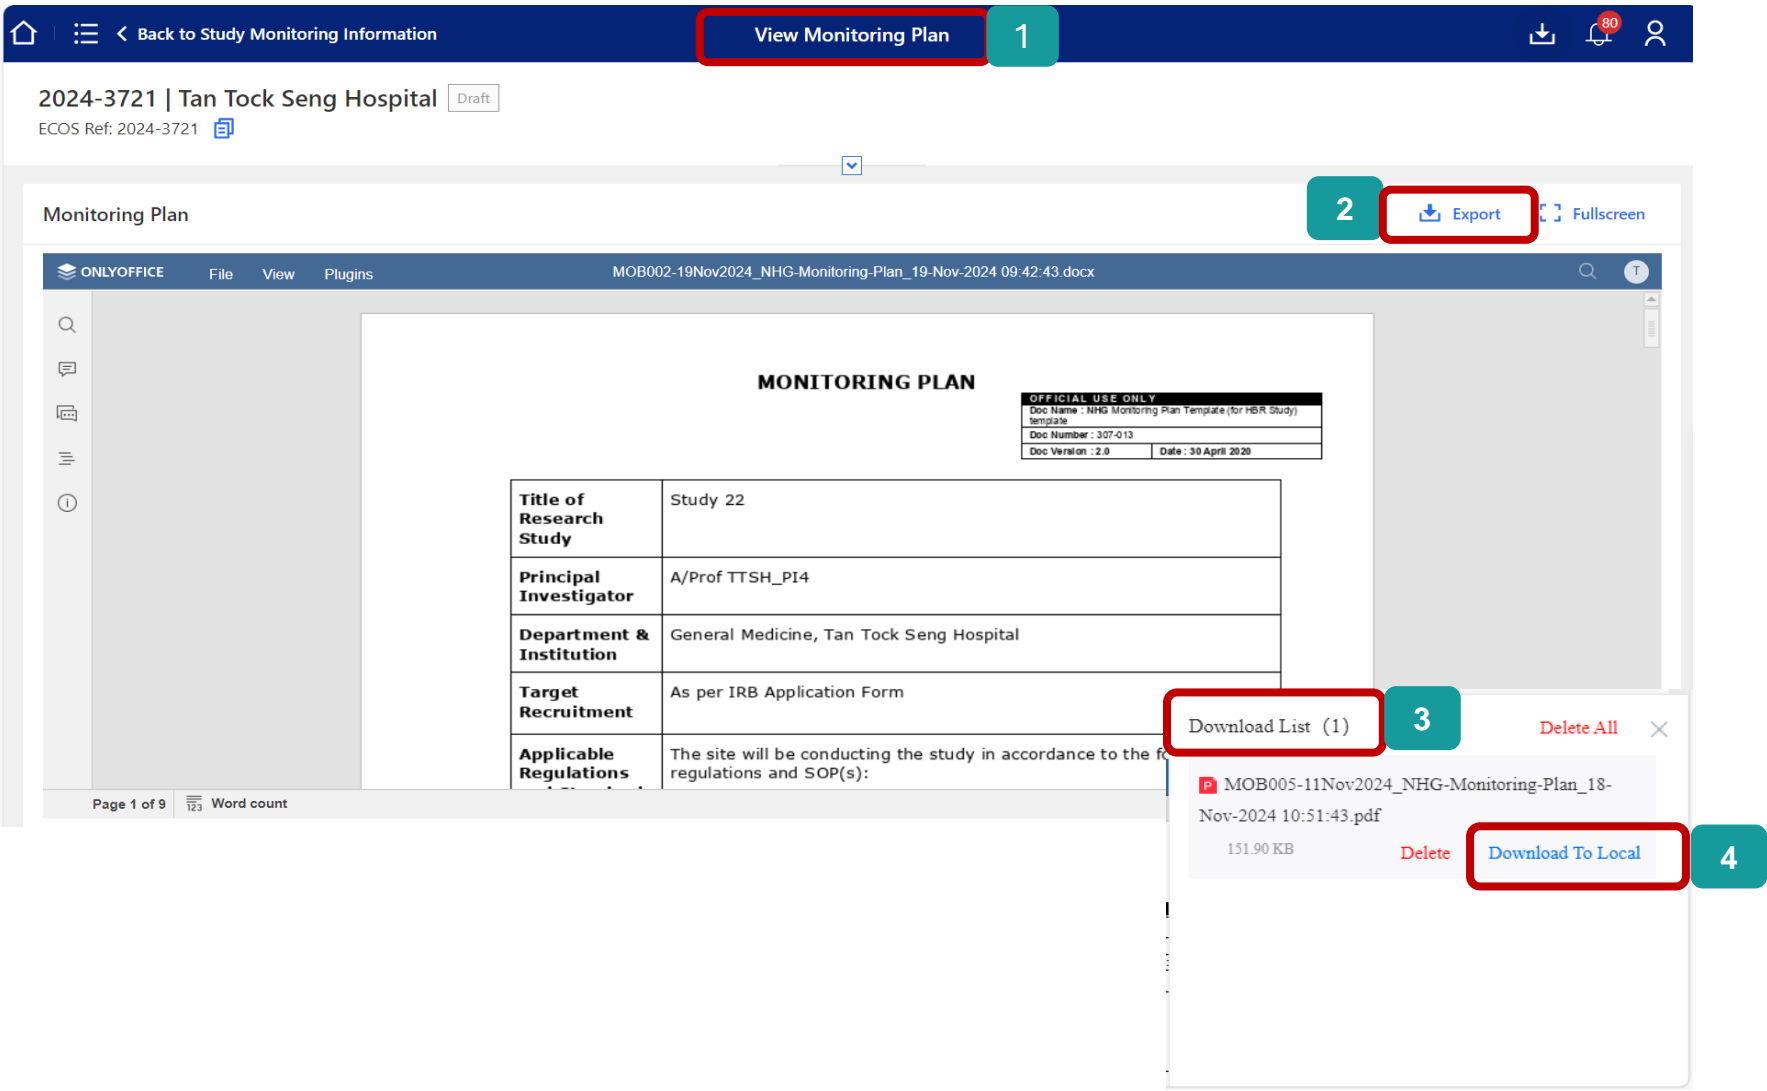 Back to Study Monitoring Information
View Monitoring Plan
1
80
2024-3721 | Tan Tock Seng Hospital
Draft
ECOS Ref: 2024-3721
Monitoring Plan
2
Export
Fullscreen
ONLYOFFICE
File
View
Plugins
MOB002-19Nov2024_NHG-Monitoring-Plan_19-Nov-2024 09:42:43.docx
T
MONITORING PLAN
OFFICIAL USE ONLY
Doc Name : NHG Monitoring Plan Template (for HBR Study)
template
Doc Number : 307-013
Doc Version : 2.0
Date : 30 April 2020
Title of
Research
Study
Study 22
Principal
Investigator
A/Prof TTSH_PI4
Department &
Institution
General Medicine, Tan Tock Seng Hospital
Target
Recruitment
As per IRB Application Form
Applicable
Regulations
The site will be conducting the study in accordance to the
regulations and SOP(s):
Page 1 of 9
123
Word count
Download List (1)
3
Delete All
MOB005-11Nov2024_NHG-Monitoring-Plan_18-
Nov-2024 10:51:43.pdf
151.90 KB
Delete
Download To Local
4